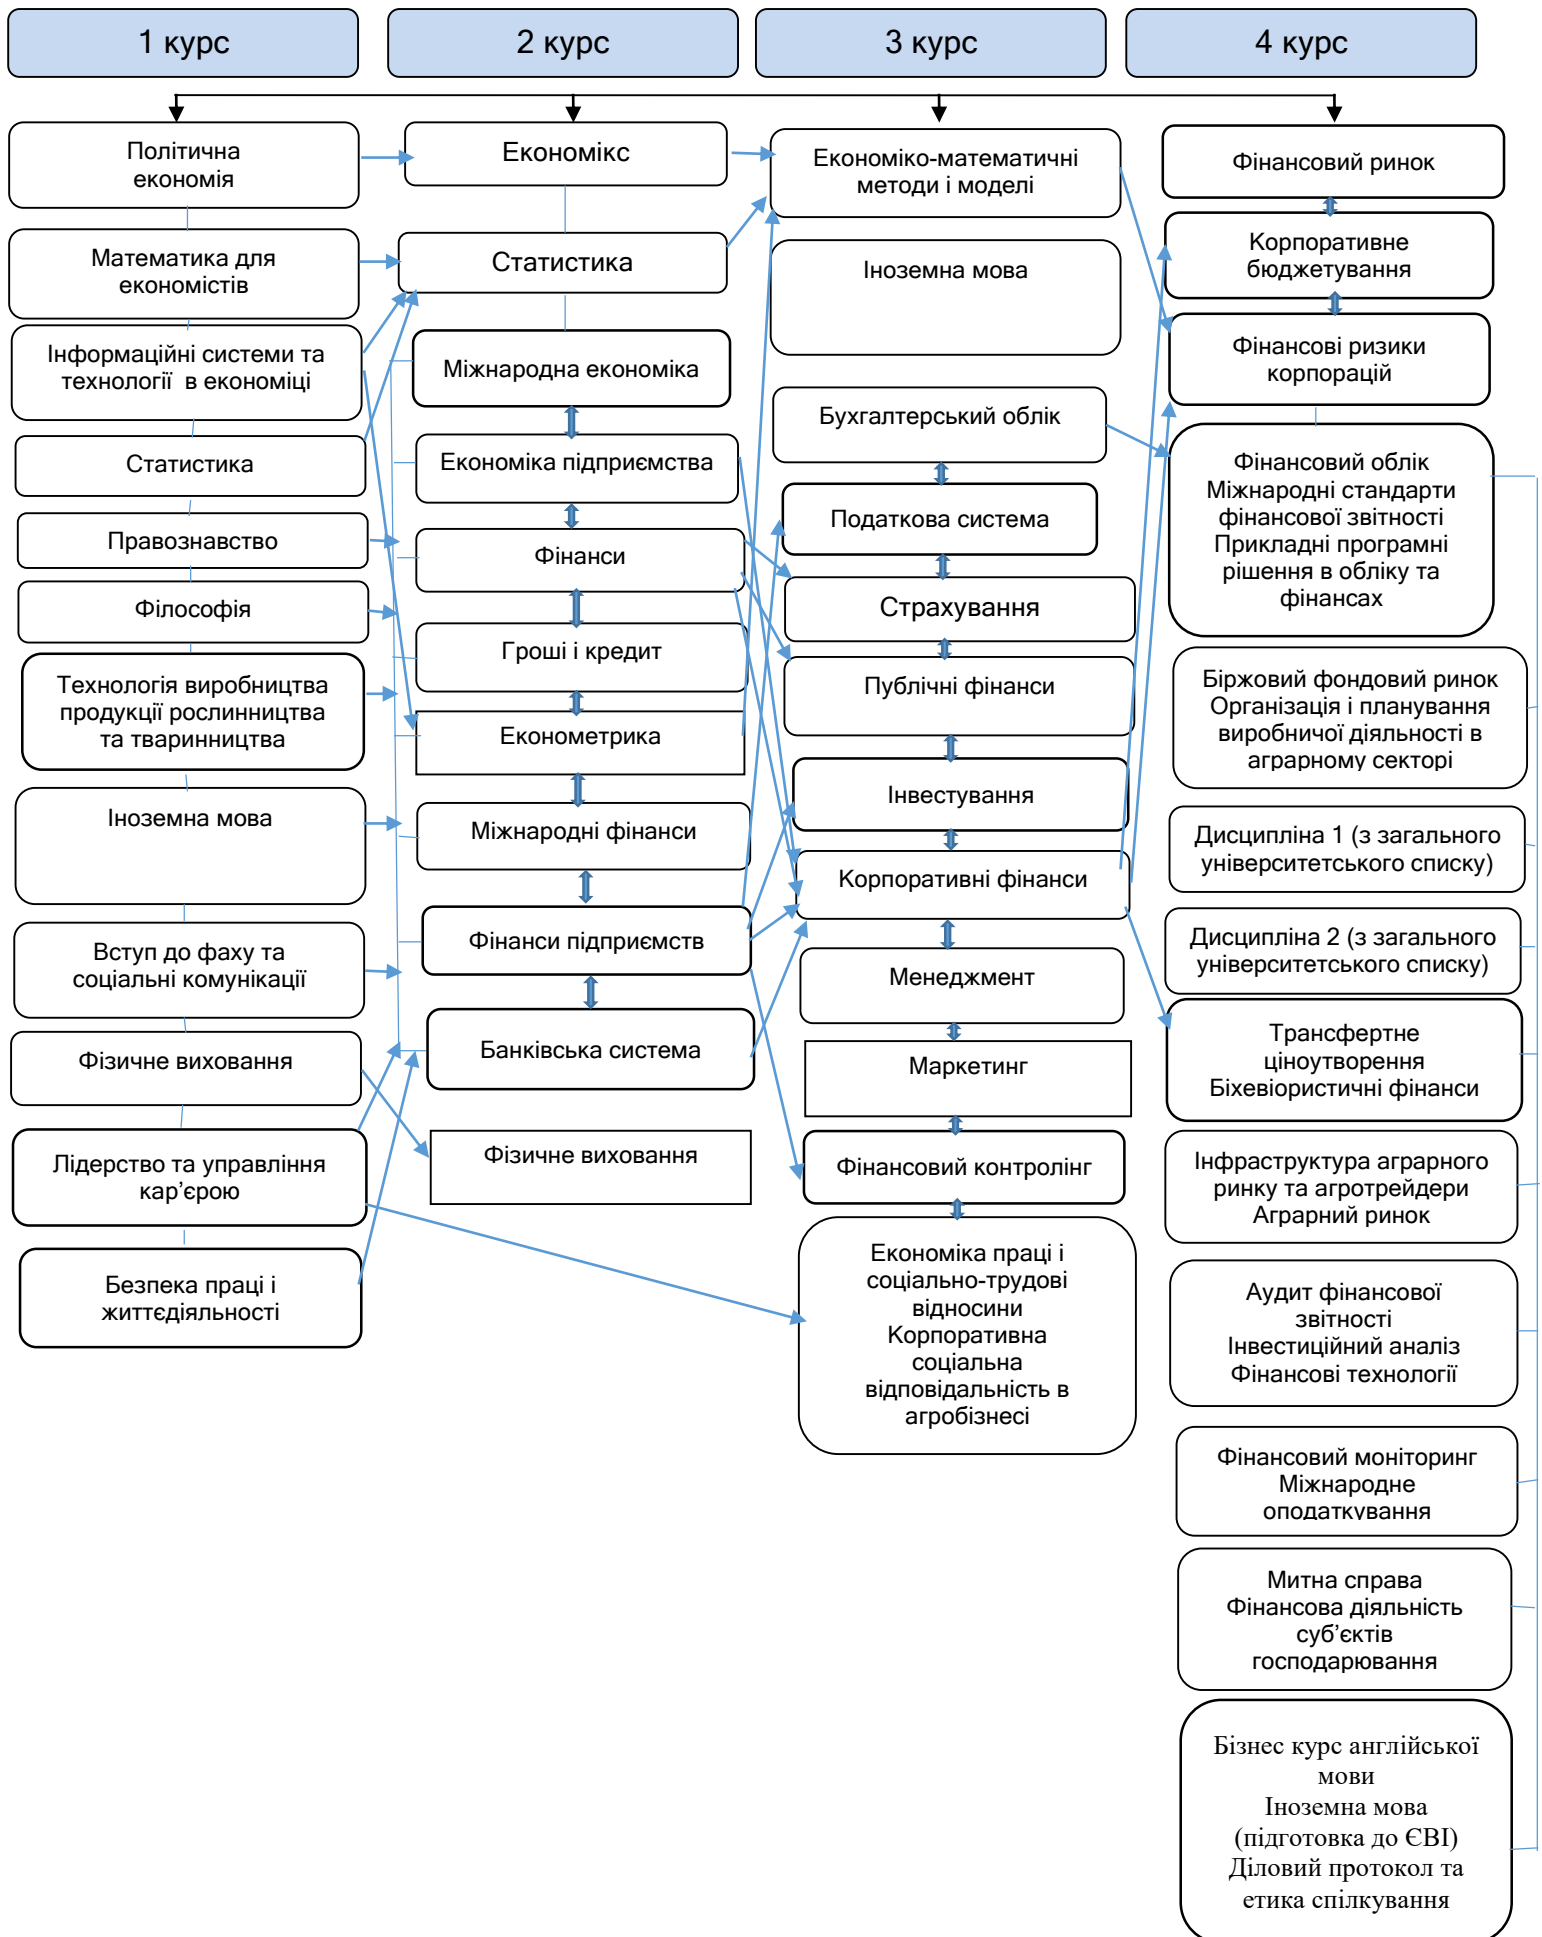 1 курс
2 курс
3 курс
4 курс
Політична
економія
Математика для
економістів
Інформаційні системи та
технології в економіці
Статистика
Правознавство
Філософія
Технологія виробництва
продукції рослинництва
та тваринництва
Іноземна мова
Вступ до фаху та
соціальні комунікації
Фізичне виховання
Лідерство та управління
кар’єрою
Безпека праці і
життєдіяльності
Економікс
Статистика
Міжнародна економіка
Економіка підприємства
Фінанси
Гроші і кредит
Економетрика
Міжнародні фінанси
Фінанси підприємств
Банківська система
Фізичне виховання
Економіко-математичні
методи і моделі
Іноземна мова
Бухгалтерський облік
Податкова система
Страхування
Публічні фінанси
Інвестування
Корпоративні фінанси
Менеджмент
Маркетинг
Фінансовий контролінг
Економіка праці і
соціально-трудові
відносини
Корпоративна
соціальна
відповідальність в
агробізнесі
Фінансовий ринок
Корпоративне
бюджетування
Фінансові ризики
корпорацій
Фінансовий облік
Міжнародні стандарти
фінансової звітності
Прикладні програмні
рішення в обліку та
фінансах
Біржовий фондовий ринок
Організація і планування
виробничої діяльності в
аграрному секторі
Дисципліна 1 (з загального
університетського списку)
Дисципліна 2 (з загального
університетського списку)
Трансфертне
ціноутворення
Біхевіористичні фінанси
Інфраструктура аграрного
ринку та агротрейдери
Аграрний ринок
Аудит фінансової
звітності
Інвестиційний аналіз
Фінансові технології
Фінансовий моніторинг
Міжнародне
оподаткування
Митна справа
Фінансова діяльність
суб’єктів
господарювання
Бізнес курс англійської
мови
Іноземна мова
(підготовка до ЄВІ)
Діловий протокол та
етика спілкування